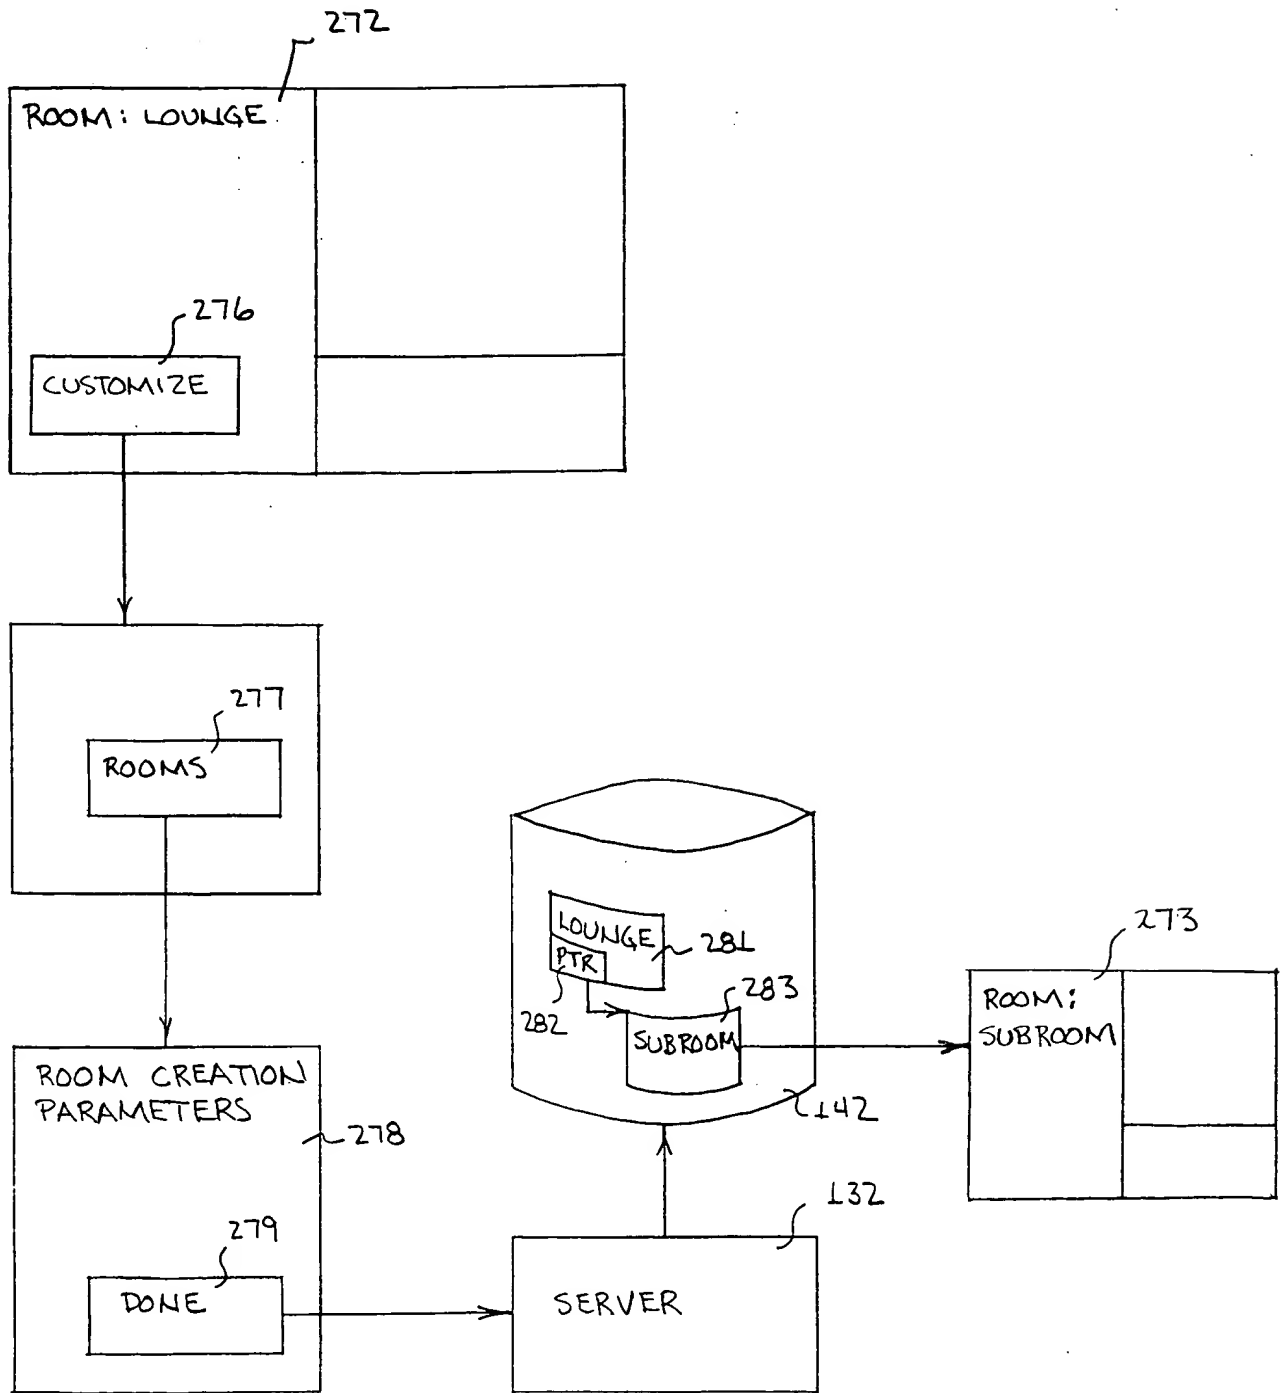 272
ROOM: LOUNGE
276
CUSTOMIZE
277
ROOMS
ROOM CREATION
PARAMETERS
278
279
DONE
LOUNGE
281
PTR
282
283
SUBROOM
142
132
SERVER
273
ROOM:
SUBROOM